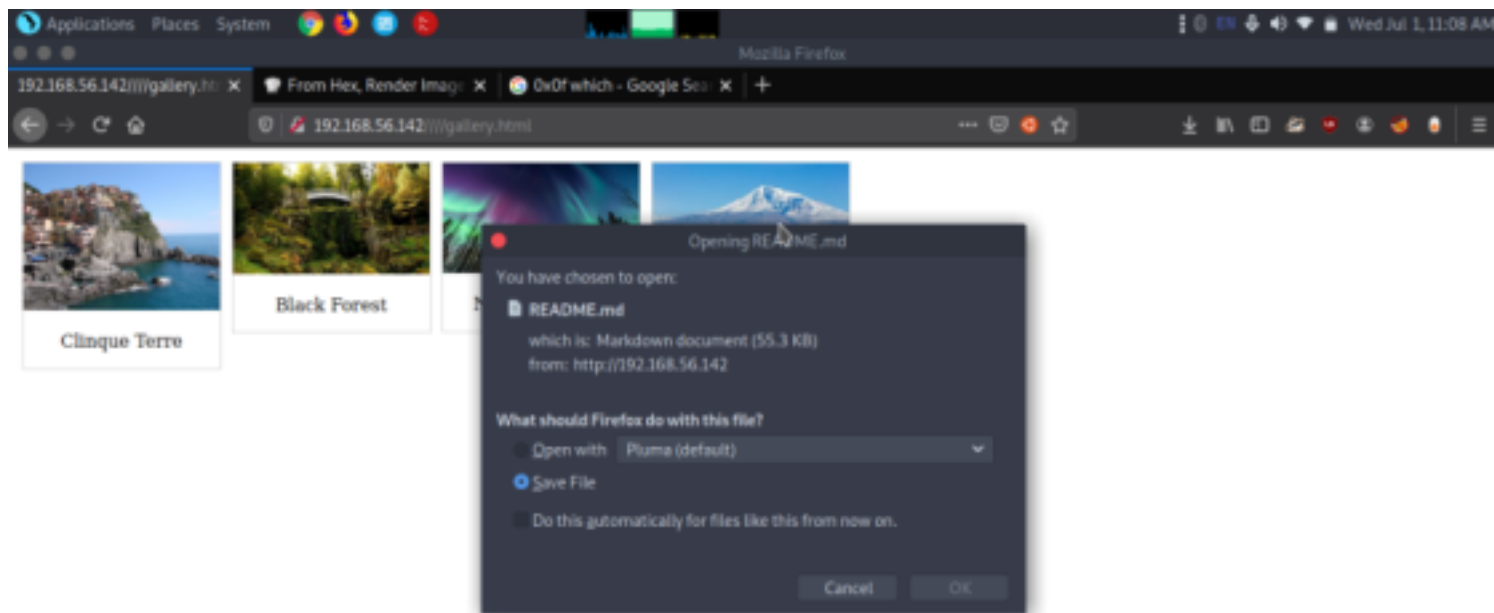 Applications Places System
Wed Jul 1, 11:08 AM
Mozilla Firefox
192.168.56.142/////gallery.ht
From Hex, Render Image
0x0f which - Google Sea
192.168.56.142/////gallery.html
Clinque Terre
Black Forest
N
Opening README.md
You have chosen to open:
README.md
which is: Markdown document (55.3 KB)
from: http://192.168.56.142
What should Firefox do with this file?
Open with Pluma (default)
Save File
Do this automatically for files like this from now on.
Cancel OK